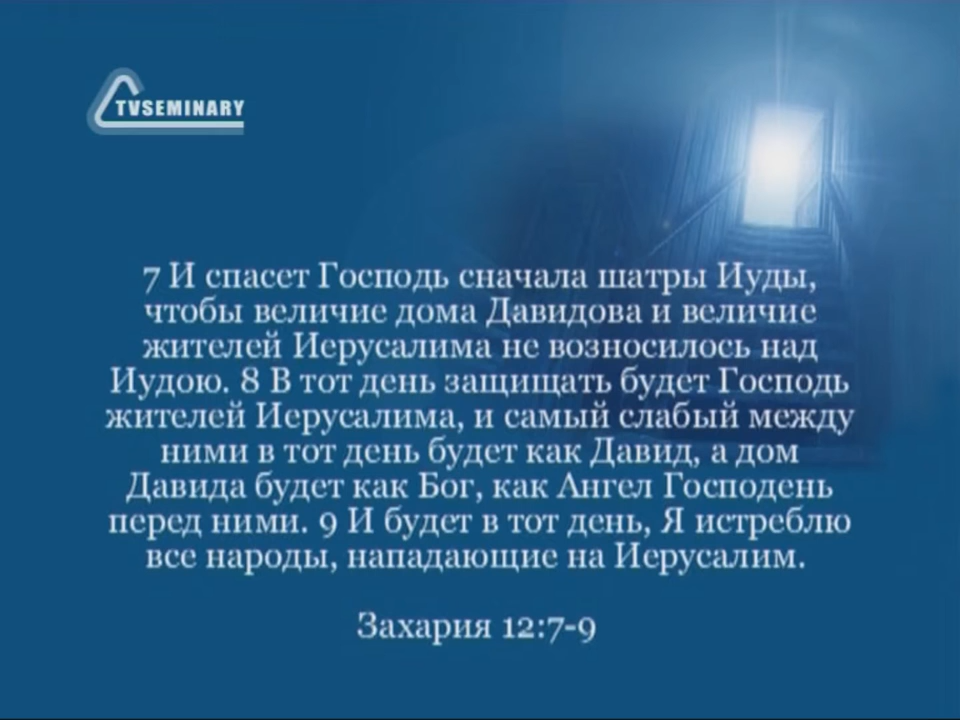 TVSEMINARY
7 И спасет Господь сначала шатры Иуды,
чтобы величие дома Давидова и величие
жителей Иерусалима не возносилось над
Иудою. 8 В тот день защищать будет Господь
жителей Иерусалима, и самый слабый между
ними в тот день будет как Давид, а дом
Давида будет как Бог, как Ангел Господень
перед ними. 9 И будет в тот день, Я истреблю
все народы, нападающие на Иерусалим.
Захария 12:7-9